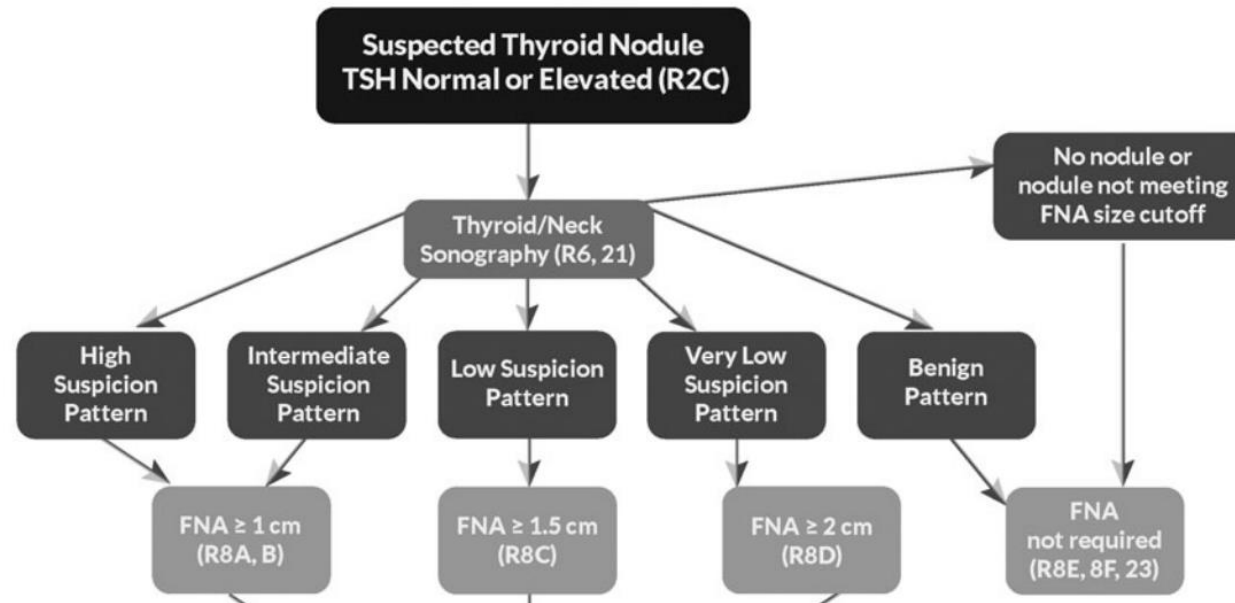 Suspected Thyroid Nodule
TSH Normal or Elevated (R2C)
No nodule or
nodule not meeting
FNA size cutoff
Thyroid/Neck
Sonography (R6, 21)
High
Suspicion
Pattern
Intermediate
Suspicion
Pattern
Low Suspicion
Pattern
Very Low
Suspicion
Pattern
Benign
Pattern
FNA ≥ 1 cm
(R8A, B)
FNA ≥ 1.5 cm
(R8C)
FNA ≥ 2 cm
(R8D)
FNA
not required
(R8E, 8F, 23)